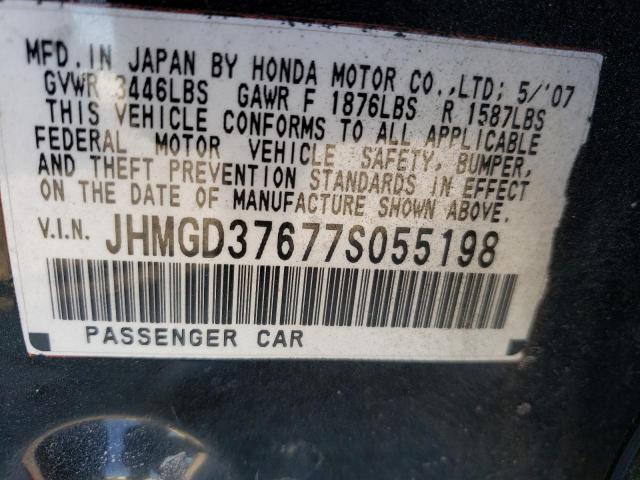 MFD. IN JAPAN BY HONDA MOTOR CO.,LTD; 5/'07
GVWR 3446LBS GAWR F 1876LBS R 1587LBS
THIS VEHICLE CONFORMS TO ALL APPLICABLE
FEDERAL MOTOR VEHICLE SAFETY, BUMPER,
AND THEFT PREVENTION STANDARDS IN EFFECT
ON THE DATE OF MANUFACTURE SHOWN ABOVE.
V.I.N. JHMGD37677S055198
PASSENGER CAR